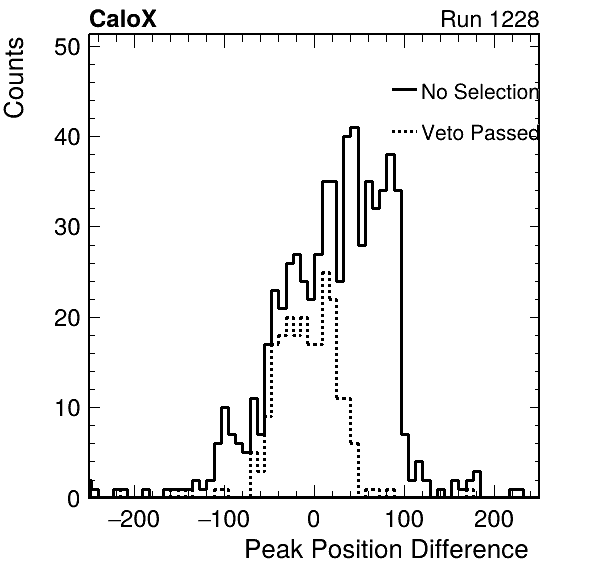 CaloX Run 1228
Counts
50
40
30
20
10
0
No Selection
Veto Passed
−200 −100 0 100 200
Peak Position Difference